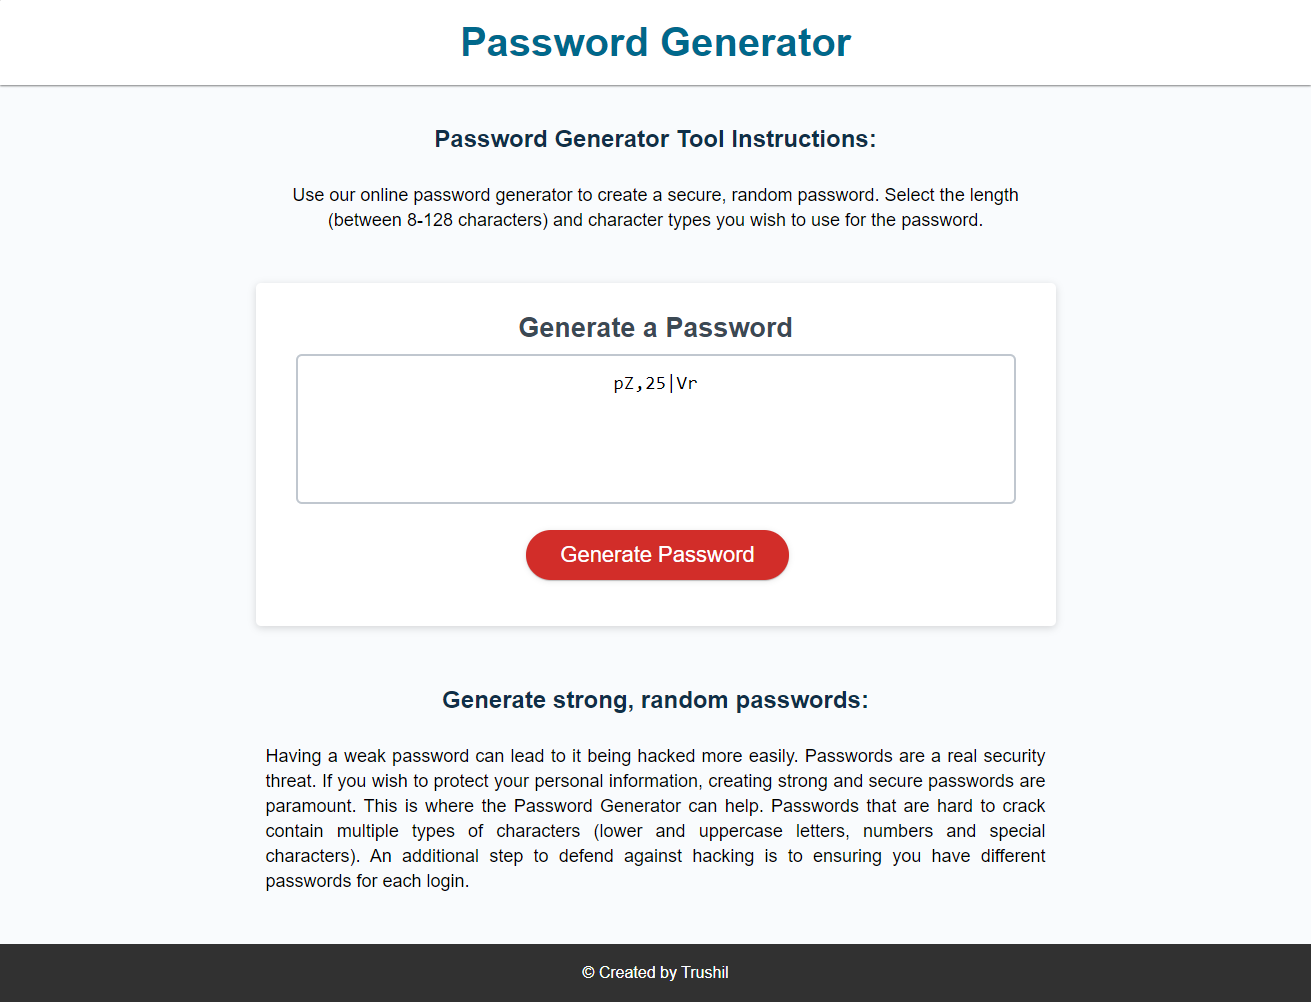 Password Generator
Password Generator Tool Instructions:
Use our online password generator to create a secure, random password. Select the length
(between 8-128 characters) and character types you wish to use for the password.
Generate a Password
pZ,25|Vr
Generate Password
Generate strong, random passwords:
Having a weak password can lead to it being hacked more easily. Passwords are a real security
threat. If you wish to protect your personal information, creating strong and secure passwords are
paramount. This is where the Password Generator can help. Passwords that are hard to crack
contain multiple types of characters (lower and uppercase letters, numbers and special
characters). An additional step to defend against hacking is to ensuring you have different
passwords for each login.
© Created by Trushil